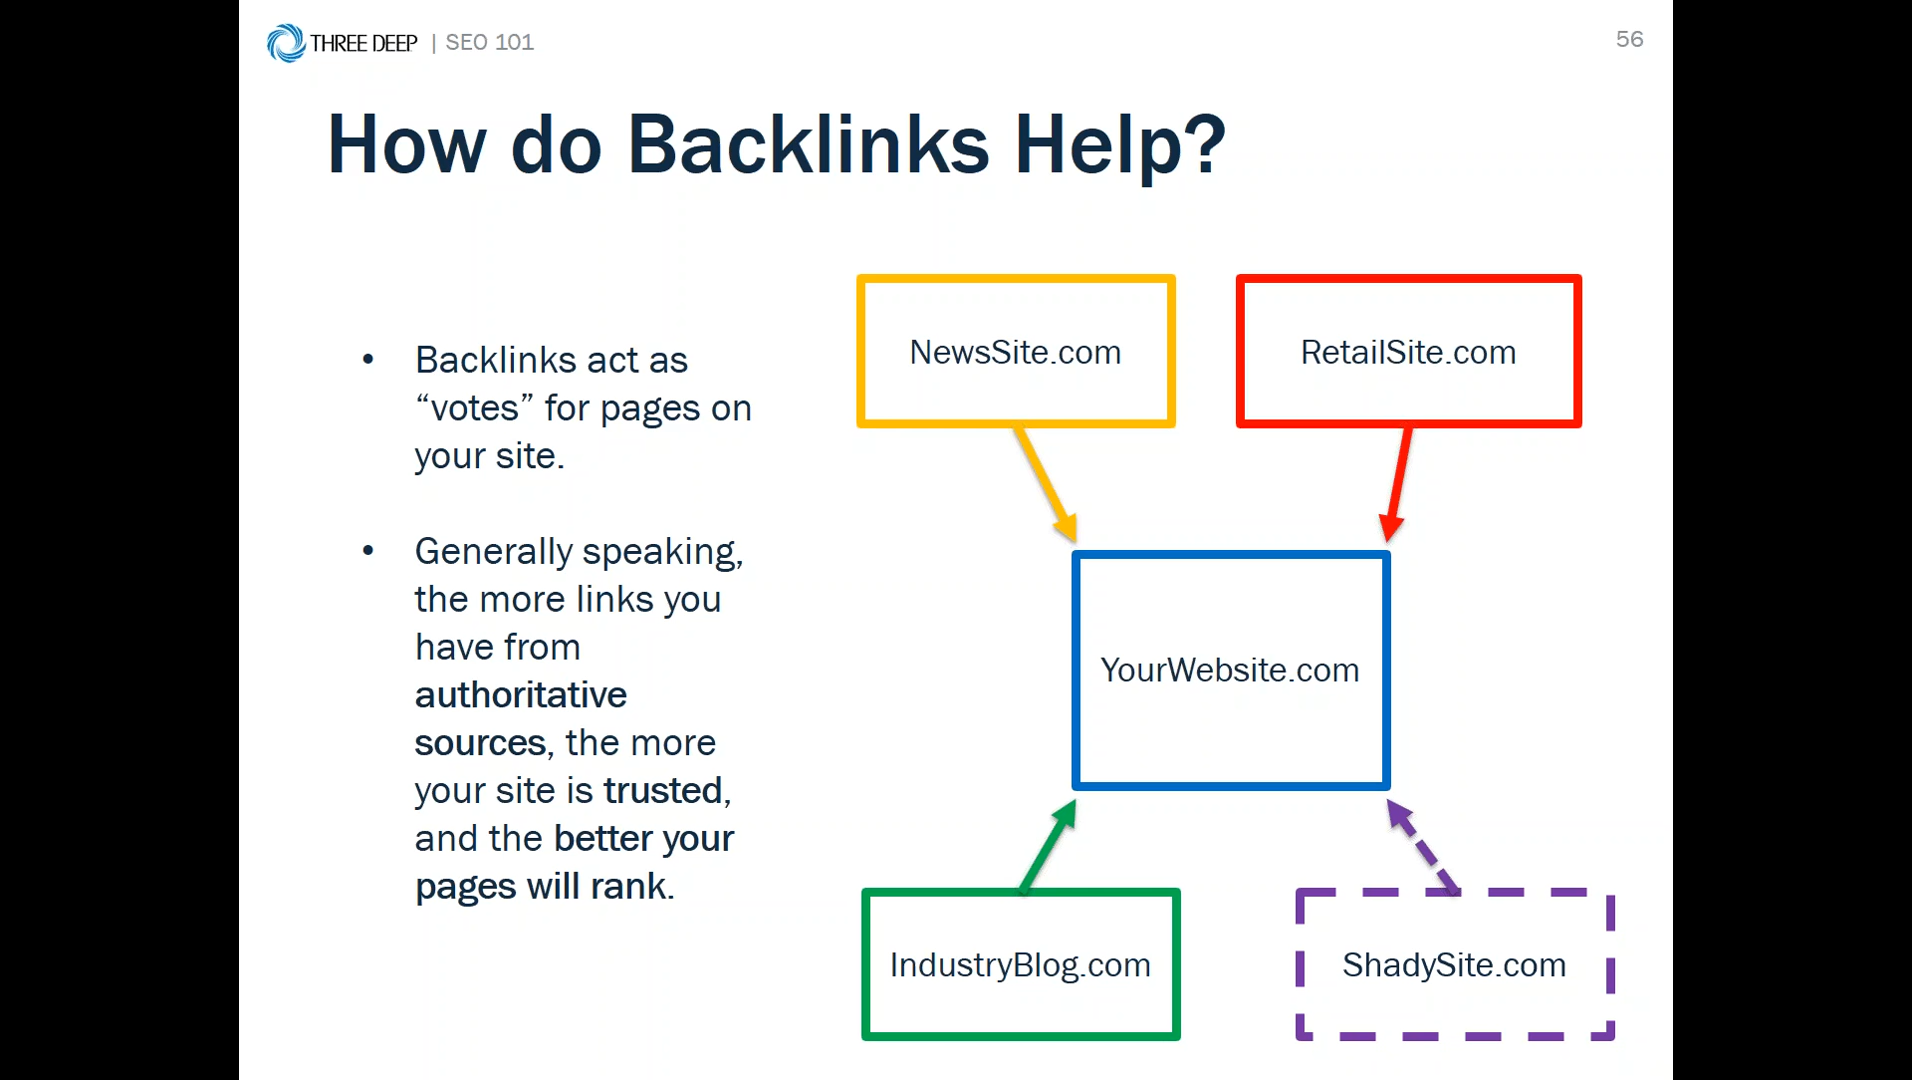 THREE DEEP | SEO 101
56
How do Backlinks Help?
• Backlinks act as
“votes” for pages on
your site.
• Generally speaking,
the more links you
have from
authoritative
sources, the more
your site is trusted,
and the better your
pages will rank.
NewsSite.com
RetailSite.com
YourWebsite.com
IndustryBlog.com
ShadySite.com